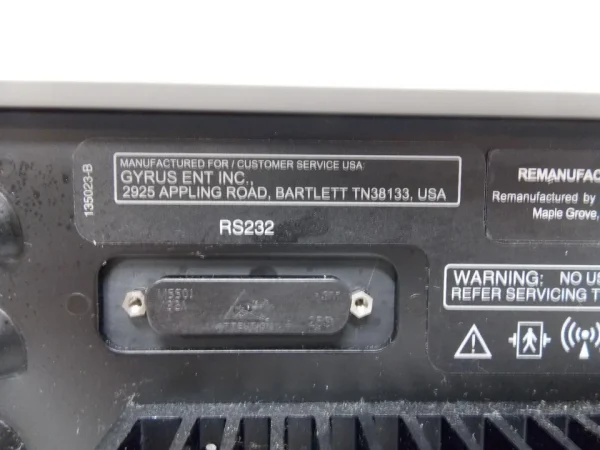 135023-B
MANUFACTURED FOR / CUSTOMER SERVICE USA:
GYRUS ENT INC.,
2925 APPLING ROAD, BARTLETT TN38133, USA
RS232
REMANUFAC
Remanufactured by
Maple Grove,
WARNING: NO US
REFER SERVICING T